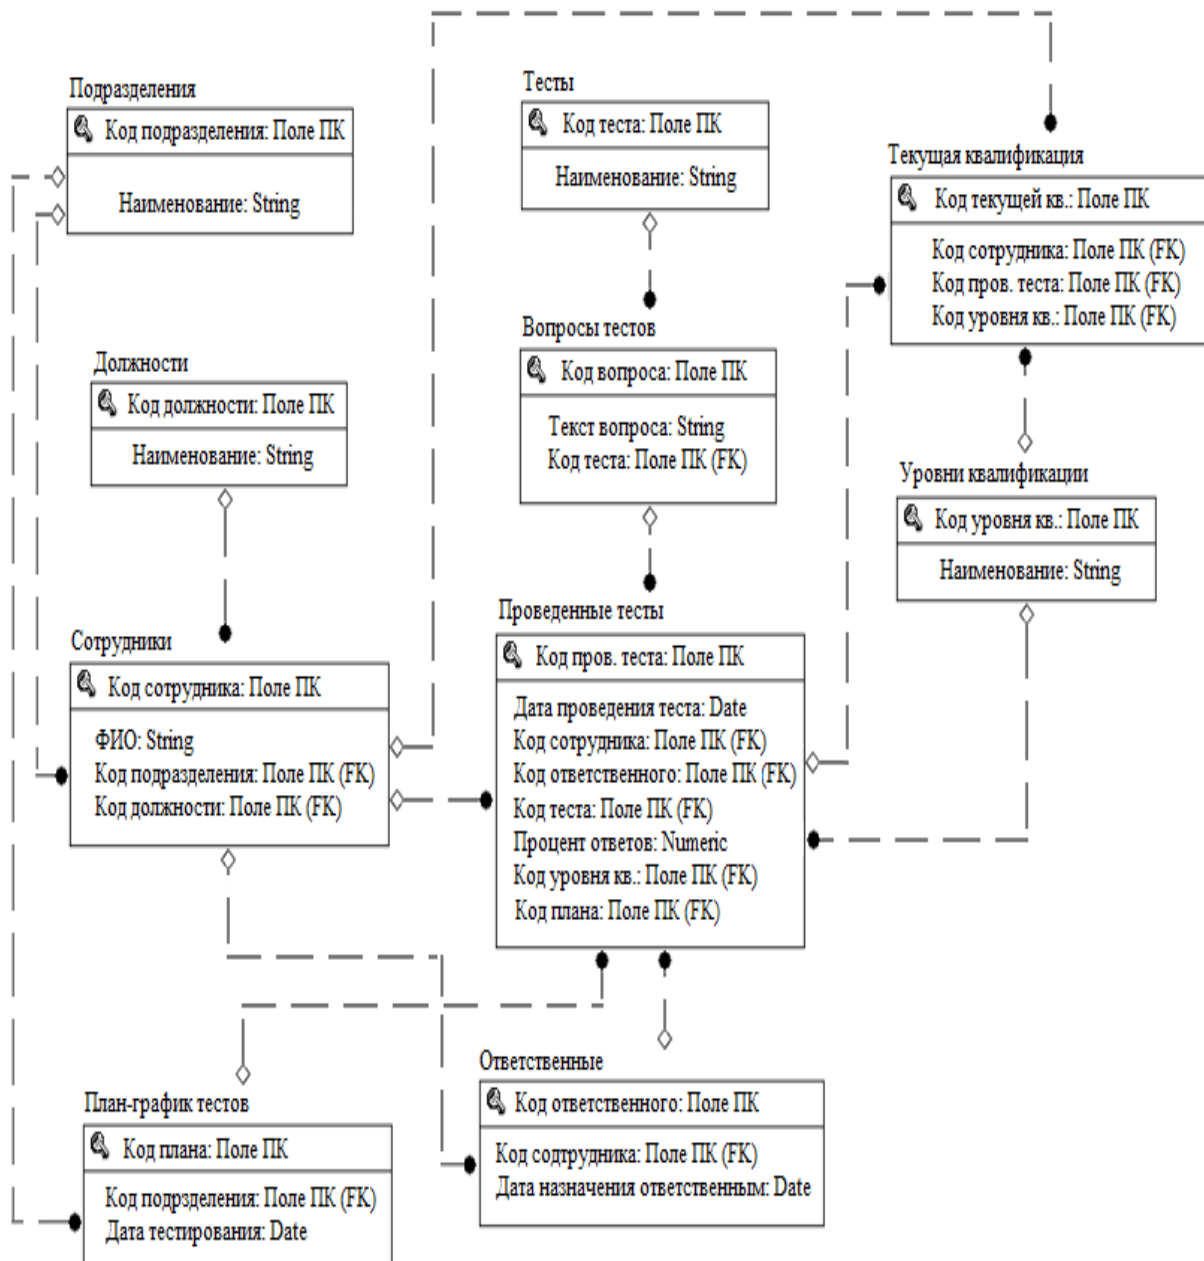 Подразделения
Код подразделения: Поле ПК
Наименование: String
Тесты
Код теста: Поле ПК
Наименование: String
Текущая квалификация
Код текущей кв.: Поле ПК
Код сотрудника: Поле ПК (FK)
Код пров. теста: Поле ПК (FK)
Код уровня кв.: Поле ПК (FK)
Должности
Код должности: Поле ПК
Наименование: String
Вопросы тестов
Код вопроса: Поле ПК
Текст вопроса: String
Код теста: Поле ПК (FK)
Уровни квалификации
Код уровня кв.: Поле ПК
Наименование: String
Сотрудники
Код сотрудника: Поле ПК
ФИО: String
Код подразделения: Поле ПК (FK)
Код должности: Поле ПК (FK)
Проведенные тесты
Код пров. теста: Поле ПК
Дата проведения теста: Date
Код сотрудника: Поле ПК (FK)
Код ответственного: Поле ПК (FK)
Код теста: Поле ПК (FK)
Процент ответов: Numeric
Код уровня кв.: Поле ПК (FK)
Код плана: Поле ПК (FK)
План-график тестов
Код плана: Поле ПК
Код подрзделения: Поле ПК (FK)
Дата тестирования: Date
Ответственные
Код ответственного: Поле ПК
Код содтрудника: Поле ПК (FK)
Дата назначения ответственным: Date